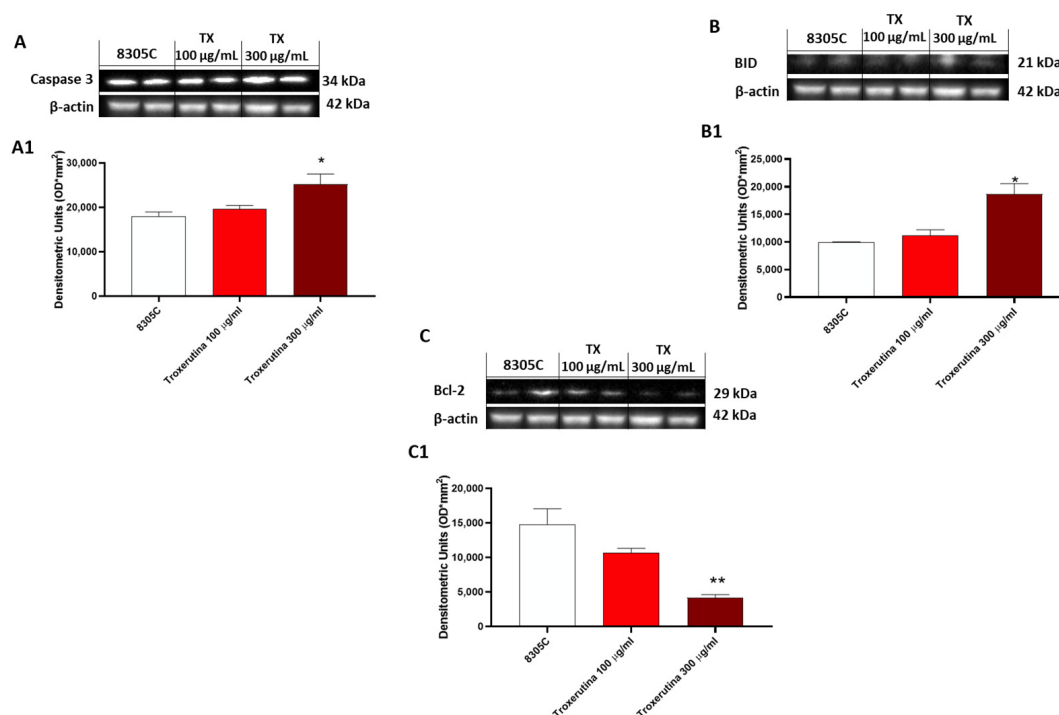 A
8305C
TX
100 µg/mL
TX
300 µg/mL
Caspase 3
34 kDa
β-actin
42 kDa
A1
Densitometric Units (OD*mm²)
30,000
20,000
10,000
0
*
8305C
Troxerutina 100 µg/ml
Troxerutina 300 µg/ml
B
8305C
TX
100 µg/mL
TX
300 µg/mL
BID
21 kDa
β-actin
42 kDa
B1
Densitometric Units (OD*mm²)
25,000
20,000
15,000
10,000
5,000
0
*
8305C
Troxerutina 100 µg/ml
Troxerutina 300 µg/ml
C
8305C
TX
100 µg/mL
TX
300 µg/mL
Bcl-2
29 kDa
β-actin
42 kDa
C1
Densitometric Units (OD*mm²)
20,000
15,000
10,000
5,000
0
**
8305C
Troxerutina 100 µg/ml
Troxerutina 300 µg/ml